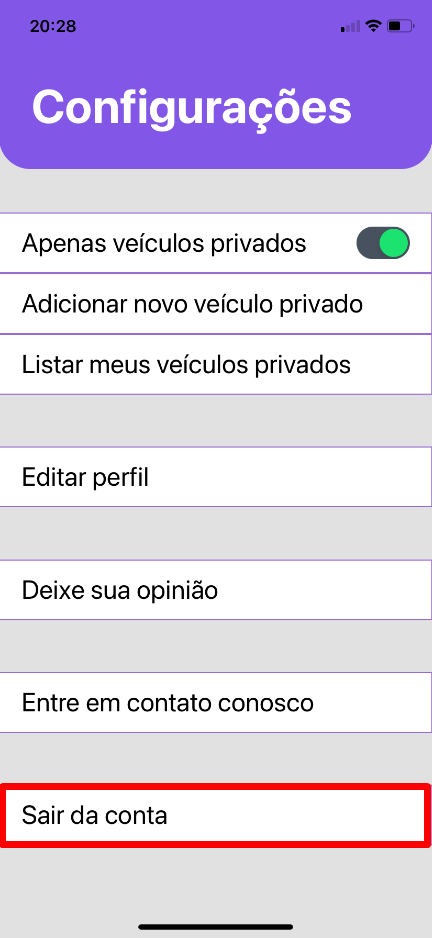 20:28
Configurações
Apenas veículos privados
Adicionar novo veículo privado
Listar meus veículos privados
Editar perfil
Deixe sua opinião
Entre em contato conosco
Sair da conta